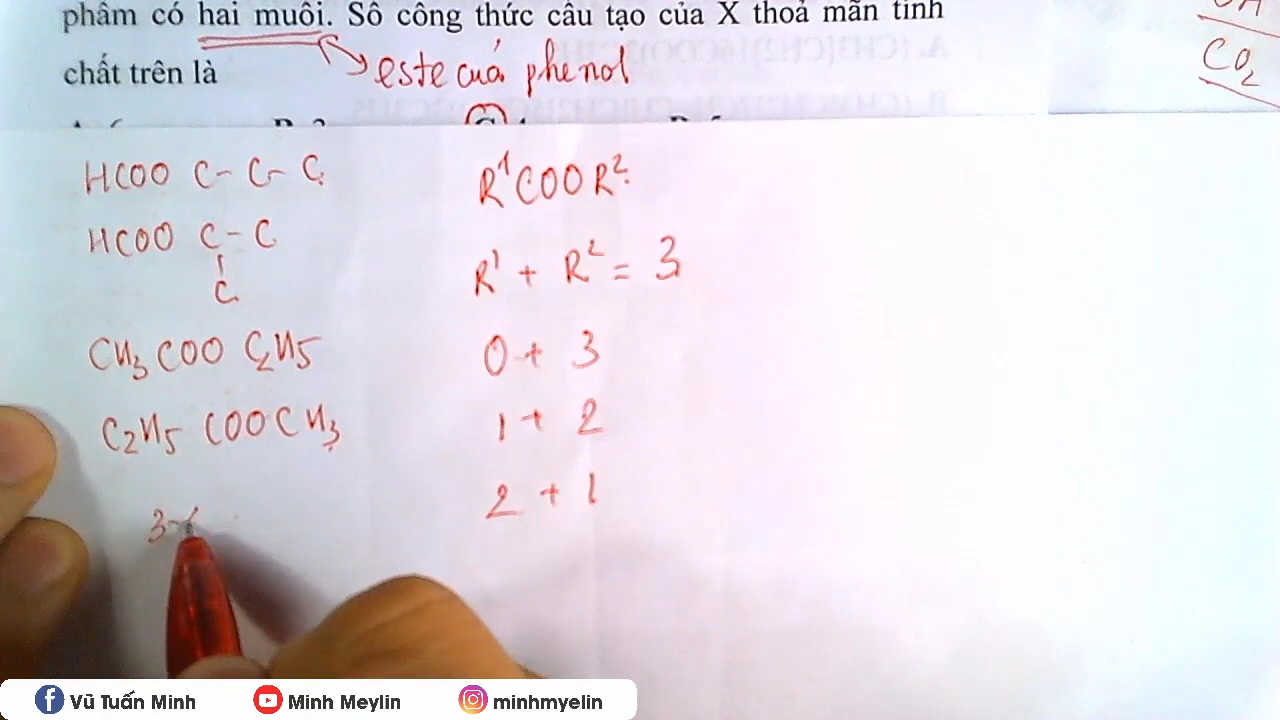 phẩm có hai muối. Số công thức cấu tạo của X thoả mãn tính
chất trên là
este của phenol
CO2
HCOO C - C - C
HCOO C - C
C
CH3COO C2H5
C2H5 COOCH3
R1COOR2
R1 + R2 = 3
0 + 3
1 + 2
2 + 1
Vũ Tuấn Minh
Minh Meylin
minhmyelin